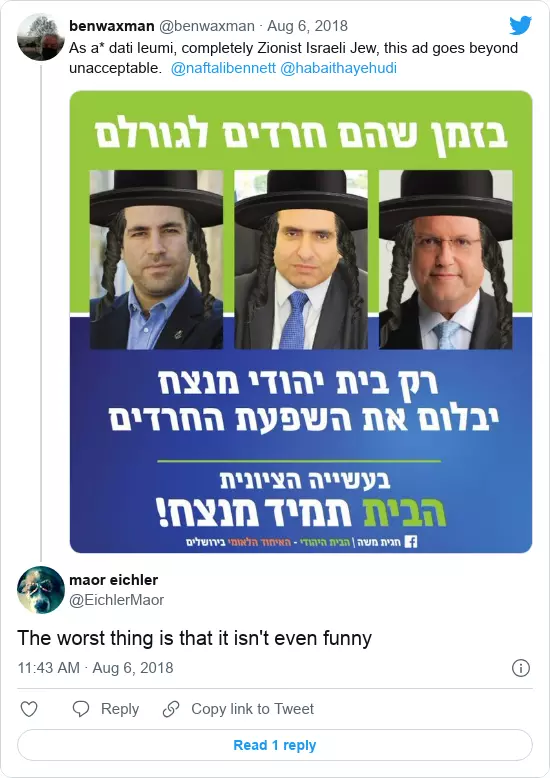 benwaxman @benwaxman · Aug 6, 2018
As a* dati leumi, completely Zionist Israeli Jew, this ad goes beyond
unacceptable. @naftalibennett @habaithayehudi
בזמן שהם חרדים לגורלם
רק בית יהודי מנצח
יבלום את השפעת החרדים
בעשייה הציונית
הבית תמיד מנצח!
חגית משה | הבית היהודי - האיחוד הלאומי בירושלים
maor eichler
@EichlerMaor
The worst thing is that it isn't even funny
11:43 AM · Aug 6, 2018
Reply
Copy link to Tweet
Read 1 reply